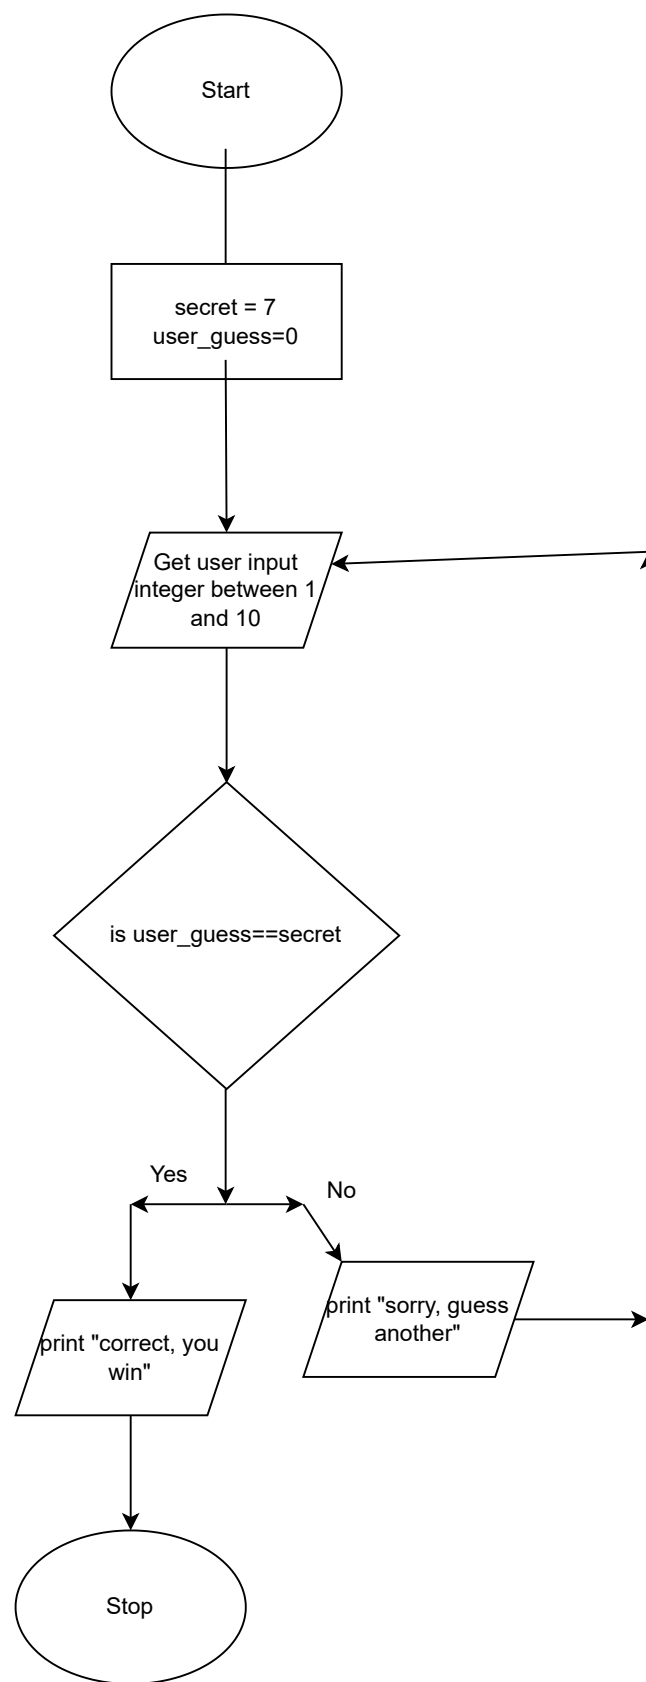 Start
secret = 7
user_guess=0
Get user input
integer between 1
and 10
is user_guess==secret
Yes
No
print "sorry, guess
another"
print "correct, you
win"
Stop